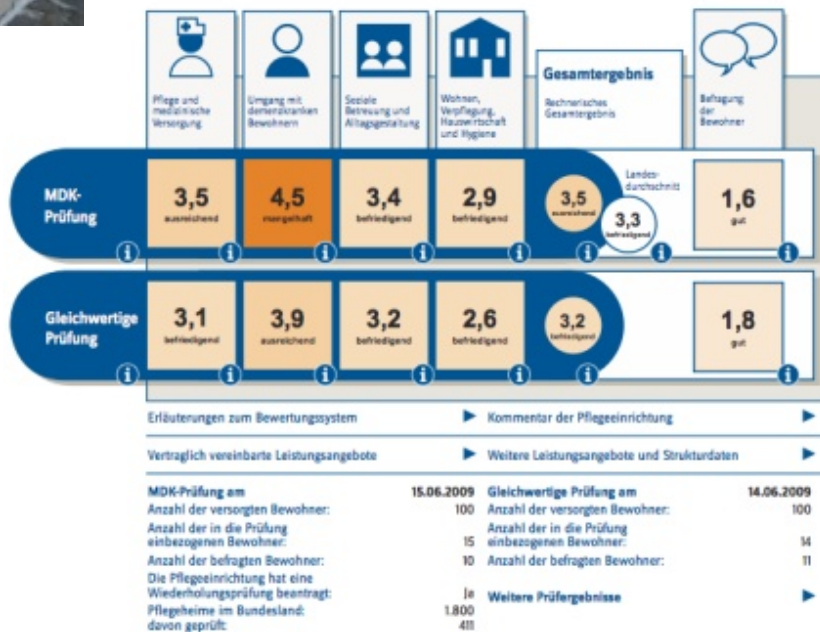 Pflege und
medizinische
Versorgung
Umgang mit
demenzkranken
Bewohnern
Soziale
Betreuung und
Alltagsgestaltung
Wohnen,
Verpflegung,
Hauswirtschaft
und Hygiene
Gesamtergebnis
Rechnerisches
Gesamtergebnis
Befragung
der
Bewohner
MDK-
Prüfung
3,5
ausreichend
4,5
mangelhaft
3,4
befriedigend
2,9
befriedigend
3,5
ausreichend
Landes-
durchschnitt
3,3
befriedigend
1,6
gut
Gleichwertige
Prüfung
3,1
befriedigend
3,9
ausreichend
3,2
befriedigend
2,6
befriedigend
3,2
befriedigend
1,8
gut
Erläuterungen zum Bewertungssystem
Kommentar der Pflegeeinrichtung
Vertraglich vereinbarte Leistungsangebote
Weitere Leistungsangebote und Strukturdaten
MDK-Prüfung am 15.06.2009
Anzahl der versorgten Bewohner: 100
Anzahl der in die Prüfung
einbezogenen Bewohner: 15
Anzahl der befragten Bewohner: 10
Die Pflegeeinrichtung hat eine
Wiederholungsprüfung beantragt: Ja
Pflegeheime im Bundesland: 1.800
davon geprüft: 411
Gleichwertige Prüfung am 14.06.2009
Anzahl der versorgten Bewohner: 100
Anzahl der in die Prüfung
einbezogenen Bewohner: 14
Anzahl der befragten Bewohner: 11
Weitere Prüfergebnisse